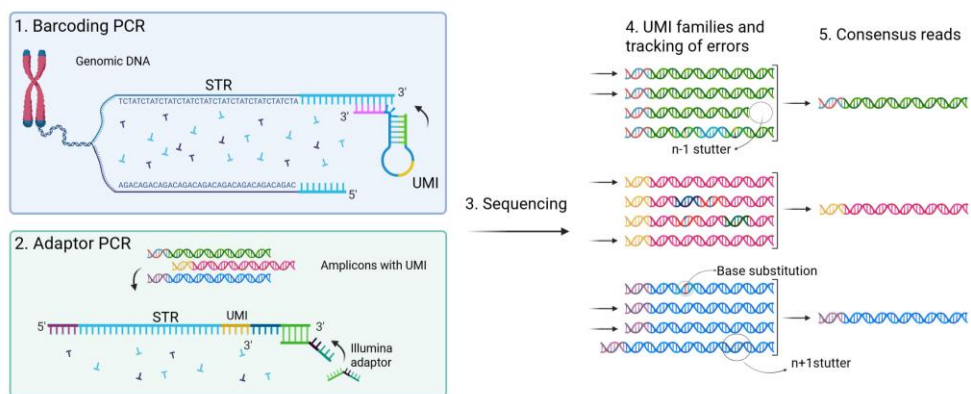 1. Barcoding PCR
Genomic DNA
STR
3'
TCTATCTATCTATCTATCTATCTATCTATCTATCTATCTA
3'
UMI
AGACAGACAGACAGACAGACAGACAGACAGACAGAC
5'
2. Adaptor PCR
Amplicons with UMI
5'
STR
UMI
3'
3'
Illumina
adaptor
3. Sequencing
4. UMI families and
tracking of errors
n-1 stutter
Base substitution
n+1stutter
5. Consensus reads